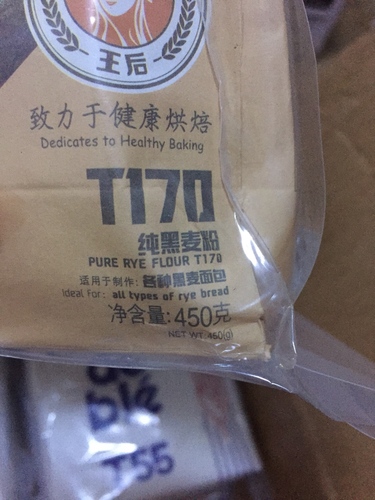 王后
致力于健康烘焙
Dedicates to Healthy Baking
T170
纯黑麦粉
PURE RYE FLOUR T170
适用于制作: 各种黑麦面包
Ideal For: all types of rye bread
净含量: 450克
NET WT. 450(g)
Blé
T55